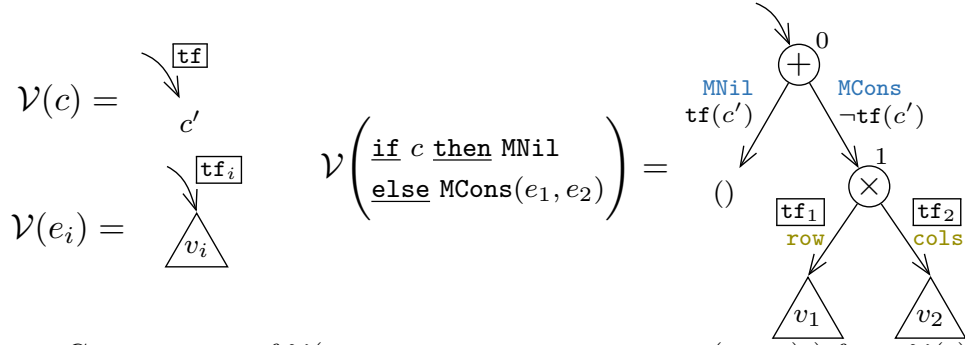 𝒱(c) = tf c′
𝒱(e_i) = tf_i v_i
𝒱(if c then MNil
else MCons(e_1, e_2)) =
+ 0
MNil MCons
tf(c′) ¬tf(c′)
() × 1
tf_1 tf_2
row cols
v_1 v_2